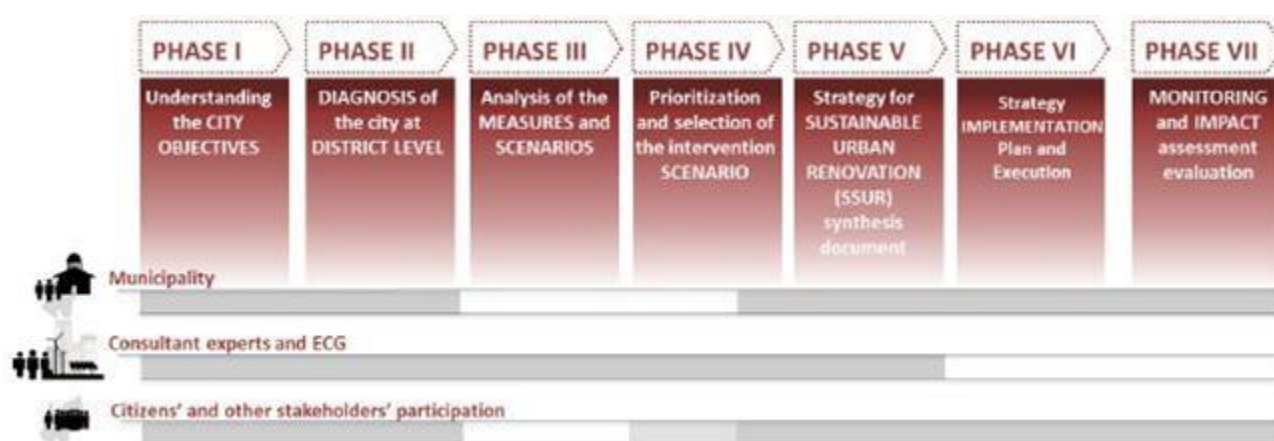 PHASE I
PHASE II
PHASE III
PHASE IV
PHASE V
PHASE VI
PHASE VII
Understanding
the CITY
OBJECTIVES
DIAGNOSIS of
the city at
DISTRICT LEVEL
Analysis of the
MEASURES and
SCENARIOS
Prioritization
and selection of
the intervention
SCENARIO
Strategy for
SUSTAINABLE
URBAN
RENOVATION
(SSUR)
synthesis
document
Strategy
IMPLEMENTATION
Plan and
Execution
MONITORING
and IMPACT
assessment
evaluation
Municipality
Consultant experts and ECG
Citizens' and other stakeholders' participation